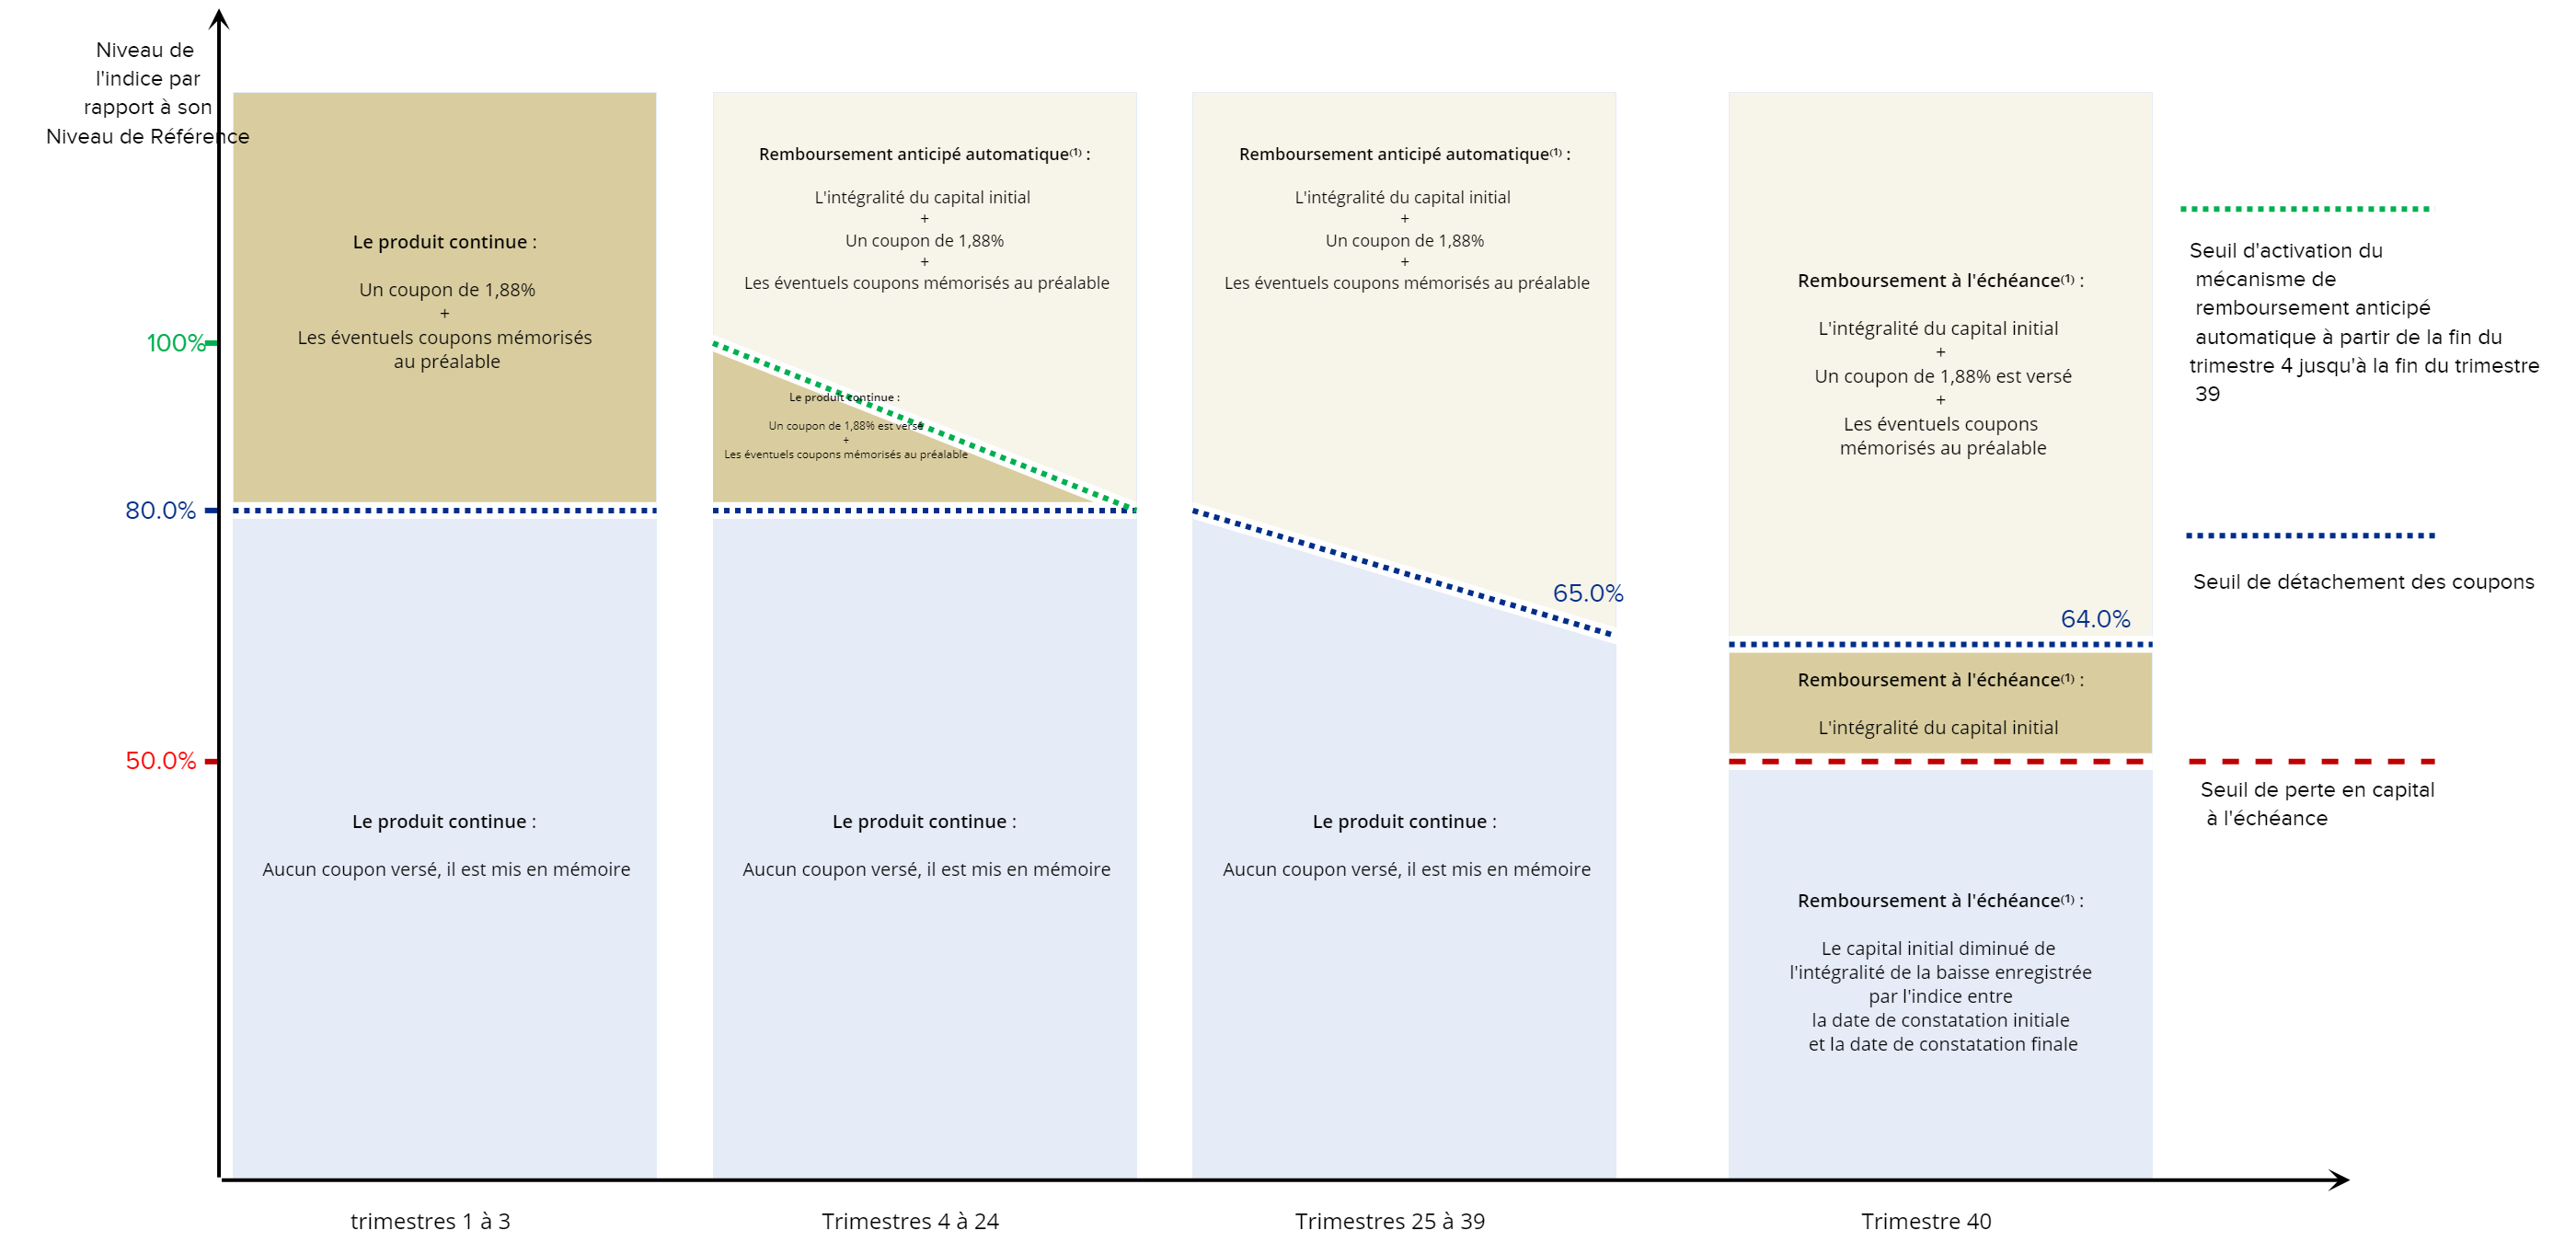 Niveau de
l'indice par
rapport à son
Niveau de Référence
100%
80.0%
50.0%
Le produit continue :
Un coupon de 1,88%
+
Les éventuels coupons mémorisés
au préalable
Le produit continue :
Aucun coupon versé, il est mis en mémoire
trimestres 1 à 3
Remboursement anticipé automatique(1) :
L'intégralité du capital initial
+
Un coupon de 1,88%
+
Les éventuels coupons mémorisés au préalable
Le produit continue :
Un coupon de 1,88% est versé
+
Les éventuels coupons mémorisés au préalable
Le produit continue :
Aucun coupon versé, il est mis en mémoire
Trimestres 4 à 24
Remboursement anticipé automatique(1) :
L'intégralité du capital initial
+
Un coupon de 1,88%
+
Les éventuels coupons mémorisés au préalable
65.0%
Le produit continue :
Aucun coupon versé, il est mis en mémoire
Trimestres 25 à 39
Remboursement à l'échéance(1) :
L'intégralité du capital initial
+
Un coupon de 1,88% est versé
+
Les éventuels coupons
mémorisés au préalable
64.0%
Remboursement à l'échéance(1) :
L'intégralité du capital initial
Remboursement à l'échéance(1) :
Le capital initial diminué de
l'intégralité de la baisse enregistrée
par l'indice entre
la date de constatation initiale
et la date de constatation finale
Trimestre 40
Seuil d'activation du
mécanisme de
remboursement anticipé
automatique à partir de la fin du
trimestre 4 jusqu'à la fin du trimestre
39
Seuil de détachement des coupons
Seuil de perte en capital
à l'échéance